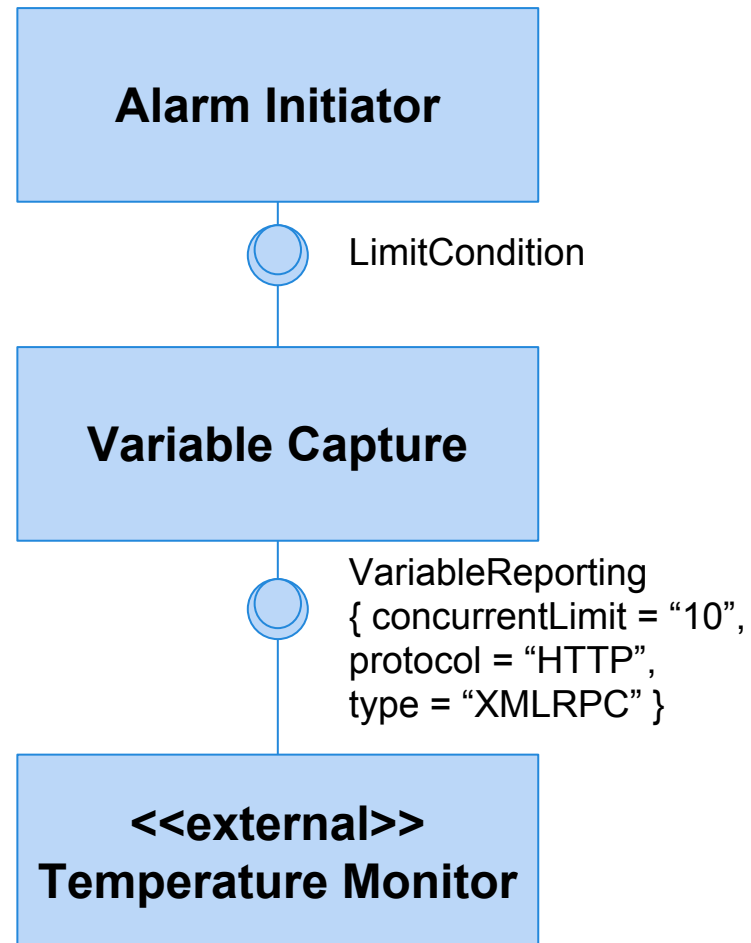 Alarm Initiator
LimitCondition
Variable Capture
VariableReporting
{ concurrentLimit = “10”,
protocol = “HTTP”,
type = “XMLRPC” }
<<external>>
Temperature Monitor